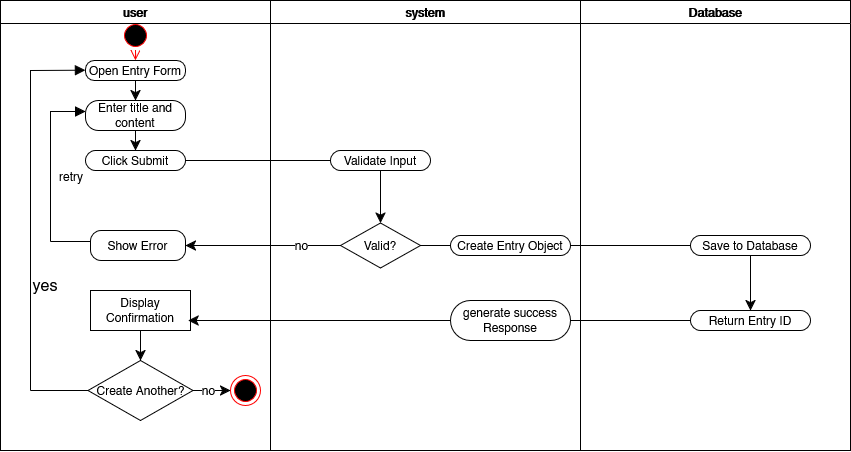 user
system
Database
Open Entry Form
Enter title and
content
Click Submit
Validate Input
retry
Show Error
no
Valid?
Create Entry Object
Save to Database
yes
Display
Confirmation
generate success
Response
Return Entry ID
Create Another?
no